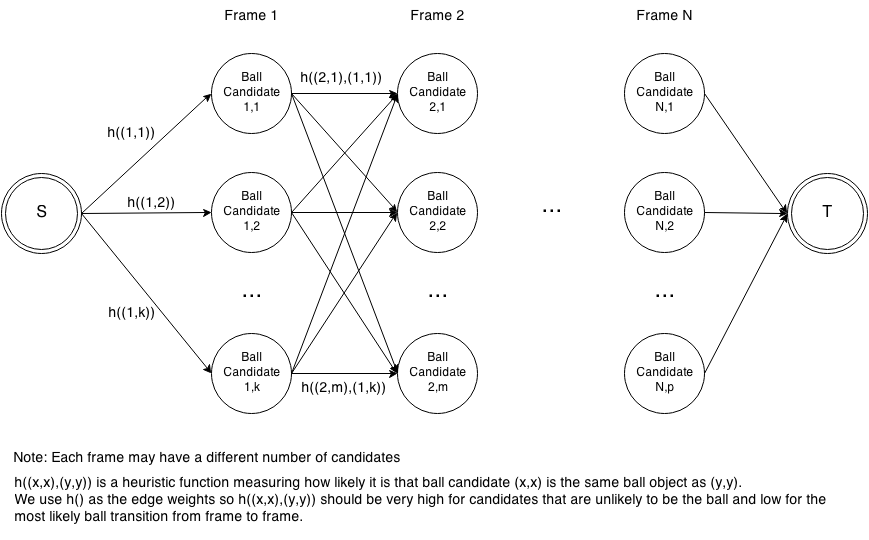 Frame 1
Frame 2
Frame N
Ball
Candidate
1,1
h((2,1),(1,1))
Ball
Candidate
2,1
Ball
Candidate
N,1
h((1,1))
S
h((1,2))
Ball
Candidate
1,2
Ball
Candidate
2,2
...
Ball
Candidate
N,2
T
...
...
...
h((1,k))
Ball
Candidate
1,k
h((2,m),(1,k))
Ball
Candidate
2,m
Ball
Candidate
N,p
Note: Each frame may have a different number of candidates
h((x,x),(y,y)) is a heuristic function measuring how likely it is that ball candidate (x,x) is the same ball object as (y,y).
We use h() as the edge weights so h((x,x),(y,y)) should be very high for candidates that are unlikely to be the ball and low for the
most likely ball transition from frame to frame.